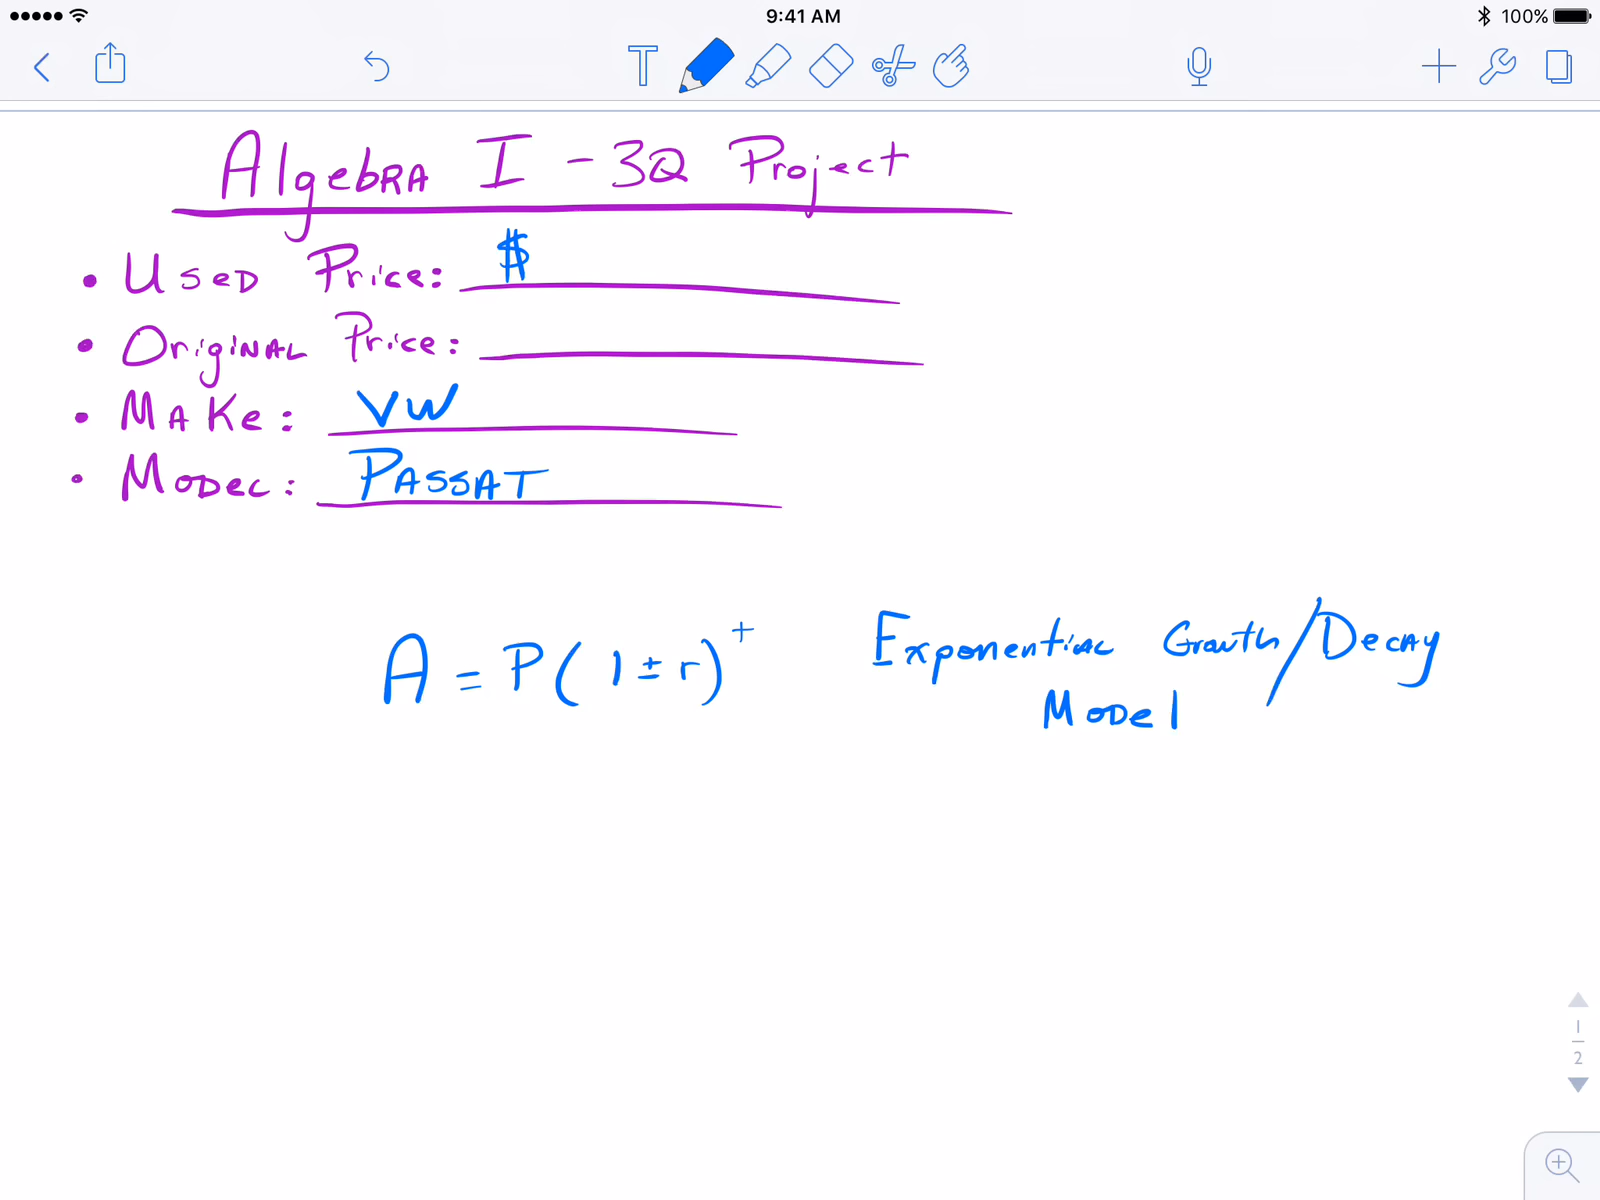 9:41 AM
100%
T
Algebra I - 3Q Project
• Used Price: $
• Original Price:
• Make: VW
• Model: PASSAT
A = P(1 ± r)^t
Exponential Growth/Decay
Model
1
2